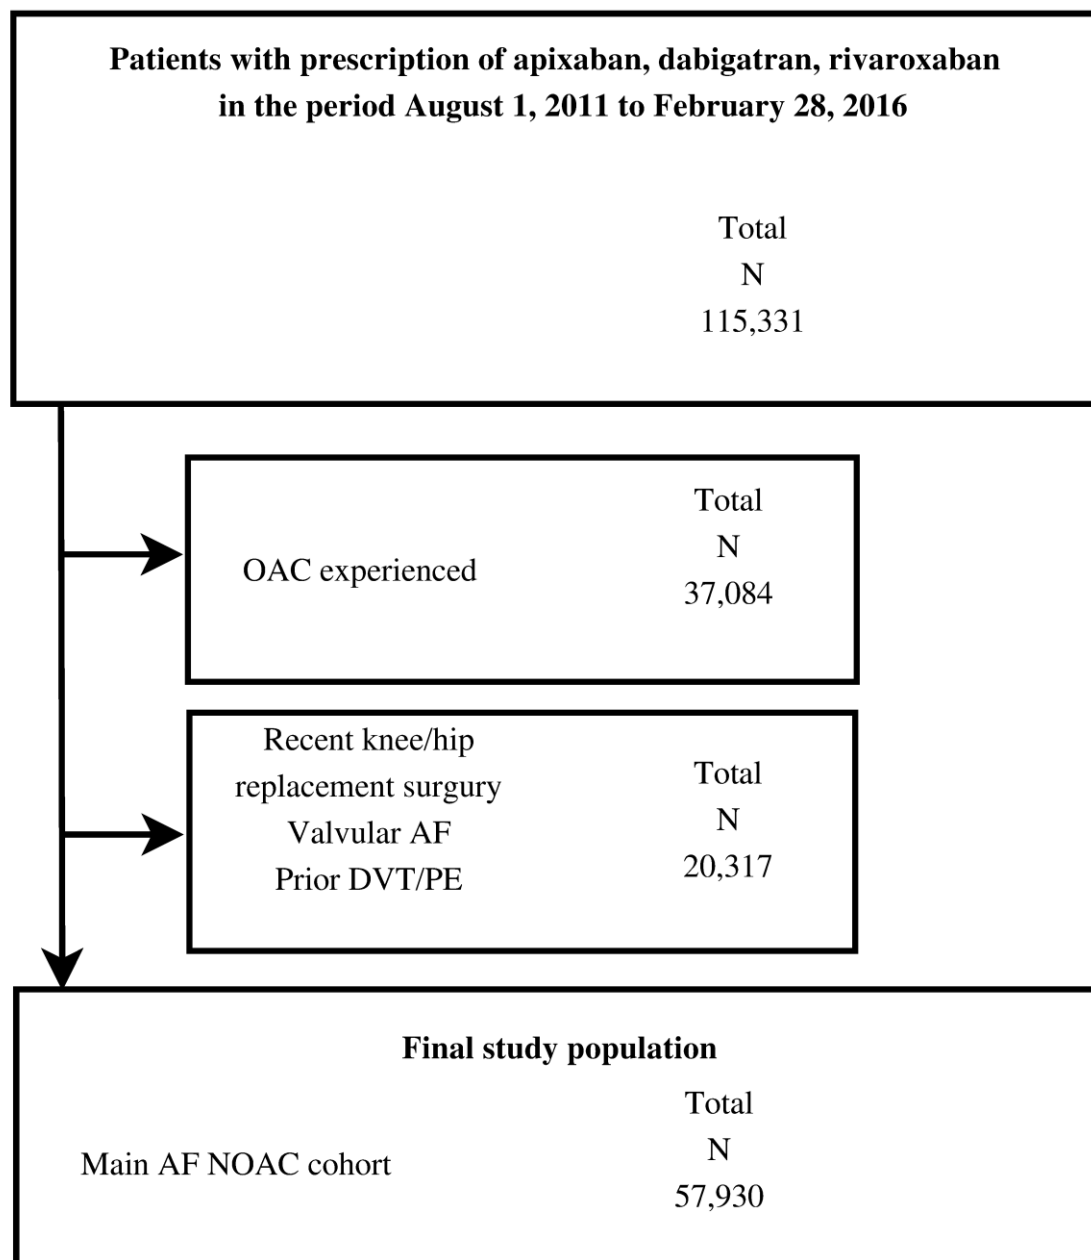 Patients with prescription of apixaban, dabigatran, rivaroxaban
in the period August 1, 2011 to February 28, 2016
Total
N
115,331
OAC experienced
Total
N
37,084
Recent knee/hip
replacement surgury
Valvular AF
Prior DVT/PE
Total
N
20,317
Final study population
Main AF NOAC cohort
Total
N
57,930